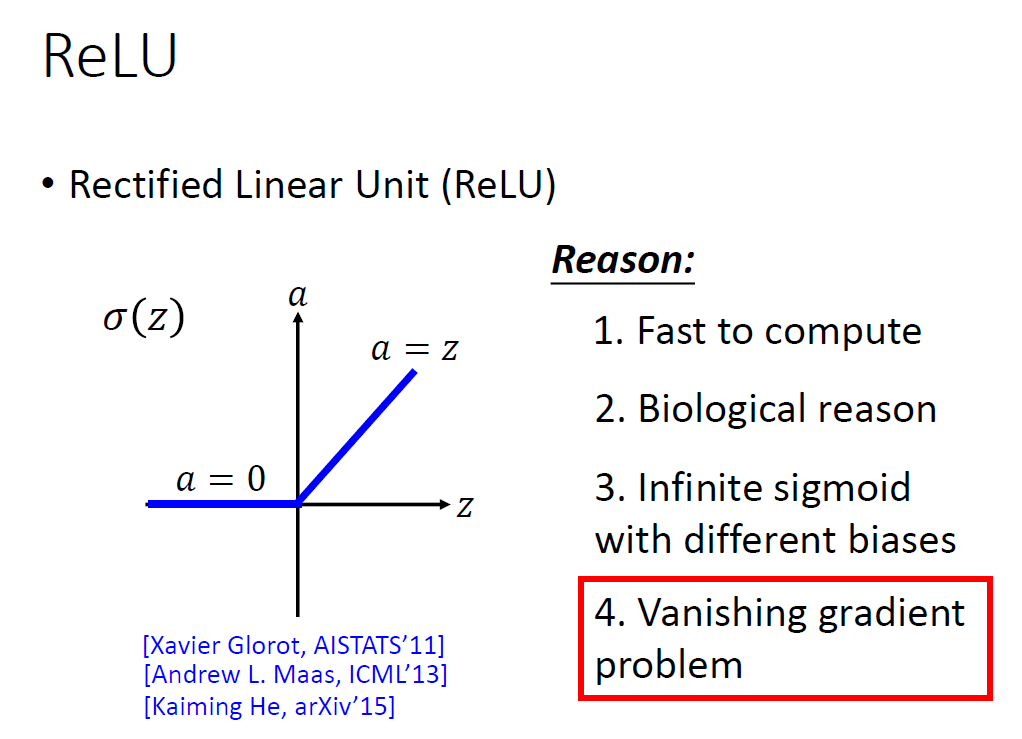 ReLU
• Rectified Linear Unit (ReLU)
Reason:
σ(z)
a
a = z
a = 0
z
1. Fast to compute
2. Biological reason
3. Infinite sigmoid
with different biases
4. Vanishing gradient
problem
[Xavier Glorot, AISTATS’11]
[Andrew L. Maas, ICML’13]
[Kaiming He, arXiv’15]